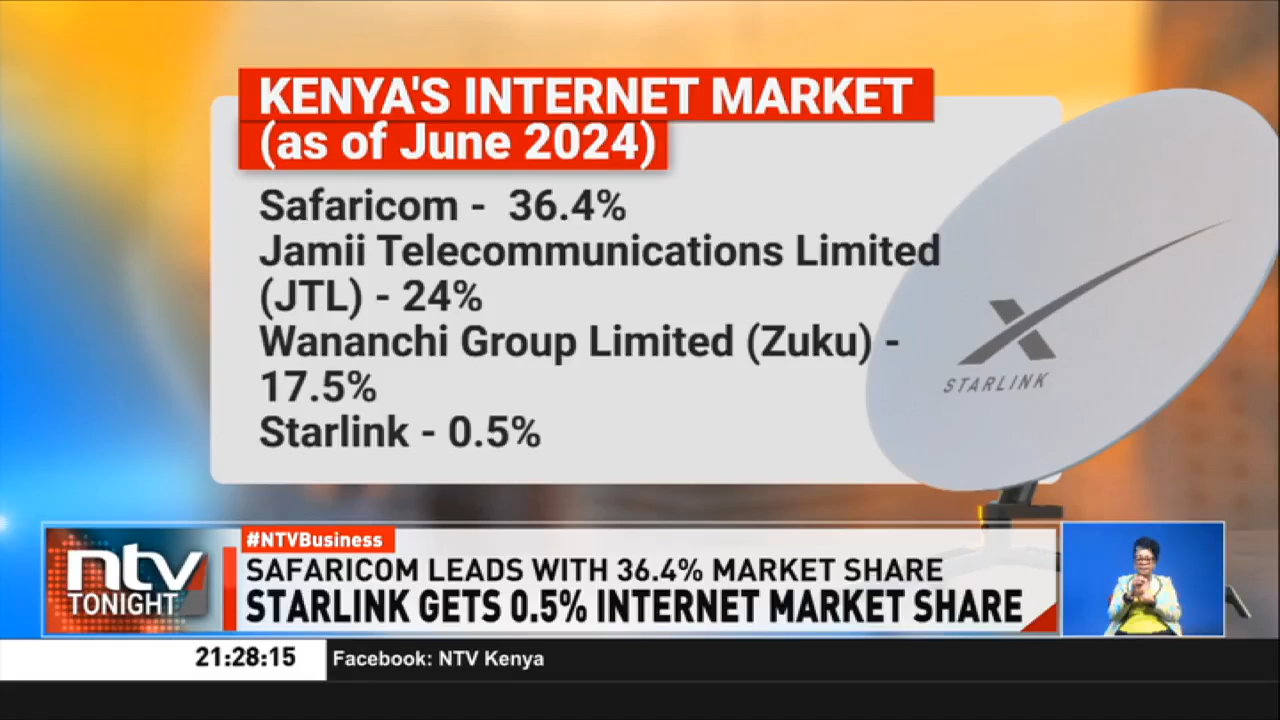 KENYA'S INTERNET MARKET
(as of June 2024)
Safaricom - 36.4%
Jamii Telecommunications Limited
(JTL) - 24%
Wananchi Group Limited (Zuku) -
17.5%
Starlink - 0.5%
STARLINK
ntv
TONIGHT
#NTVBusiness
SAFARICOM LEADS WITH 36.4% MARKET SHARE
STARLINK GETS 0.5% INTERNET MARKET SHARE
21:28:15
Facebook: NTV Kenya